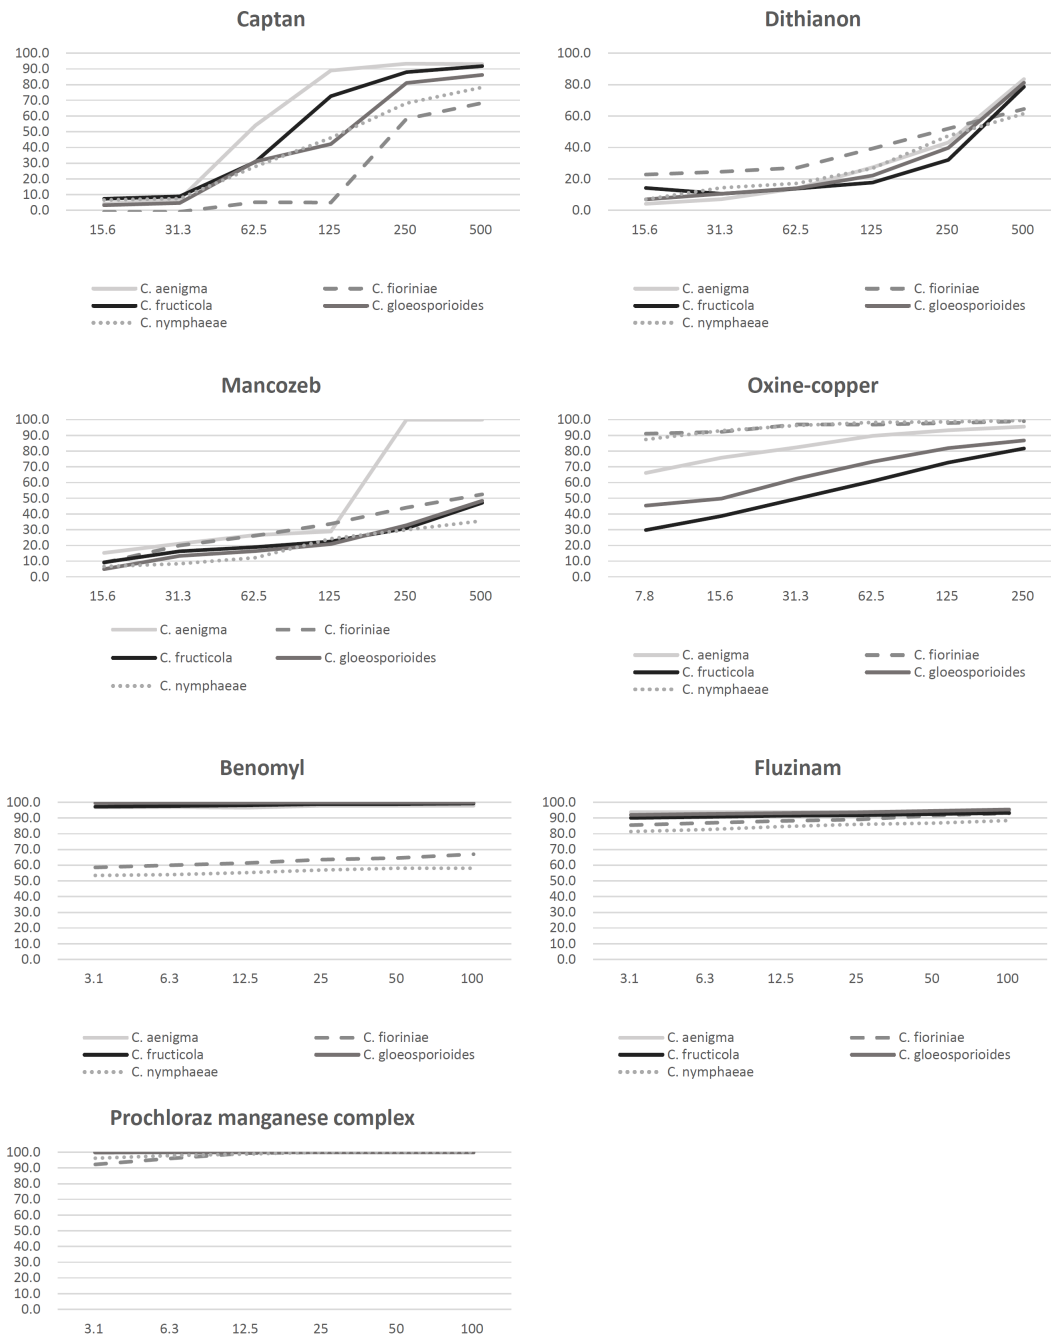 Captan
100.0
90.0
80.0
70.0
60.0
50.0
40.0
30.0
20.0
10.0
0.0
15.6 31.3 62.5 125 250 500
C. aenigma C. fioriniae
C. fructicola C. gloeosporioides
C. nymphaeae
Dithianon
100.0
80.0
60.0
40.0
20.0
0.0
15.6 31.3 62.5 125 250 500
C. aenigma C. fioriniae
C. fructicola C. gloeosporioides
C. nymphaeae
Mancozeb
100.0
90.0
80.0
70.0
60.0
50.0
40.0
30.0
20.0
10.0
0.0
15.6 31.3 62.5 125 250 500
C. aenigma C. fioriniae
C. fructicola C. gloeosporioides
C. nymphaeae
Oxine-copper
100.0
90.0
80.0
70.0
60.0
50.0
40.0
30.0
20.0
10.0
0.0
7.8 15.6 31.3 62.5 125 250
C. aenigma C. fioriniae
C. fructicola C. gloeosporioides
C. nymphaeae
Benomyl
100.0
90.0
80.0
70.0
60.0
50.0
40.0
30.0
20.0
10.0
0.0
3.1 6.3 12.5 25 50 100
C. aenigma C. fioriniae
C. fructicola C. gloeosporioides
C. nymphaeae
Fluzinam
100.0
90.0
80.0
70.0
60.0
50.0
40.0
30.0
20.0
10.0
0.0
3.1 6.3 12.5 25 50 100
C. aenigma C. fioriniae
C. fructicola C. gloeosporioides
C. nymphaeae
Prochloraz manganese complex
100.0
90.0
80.0
70.0
60.0
50.0
40.0
30.0
20.0
10.0
0.0
3.1 6.3 12.5 25 50 100